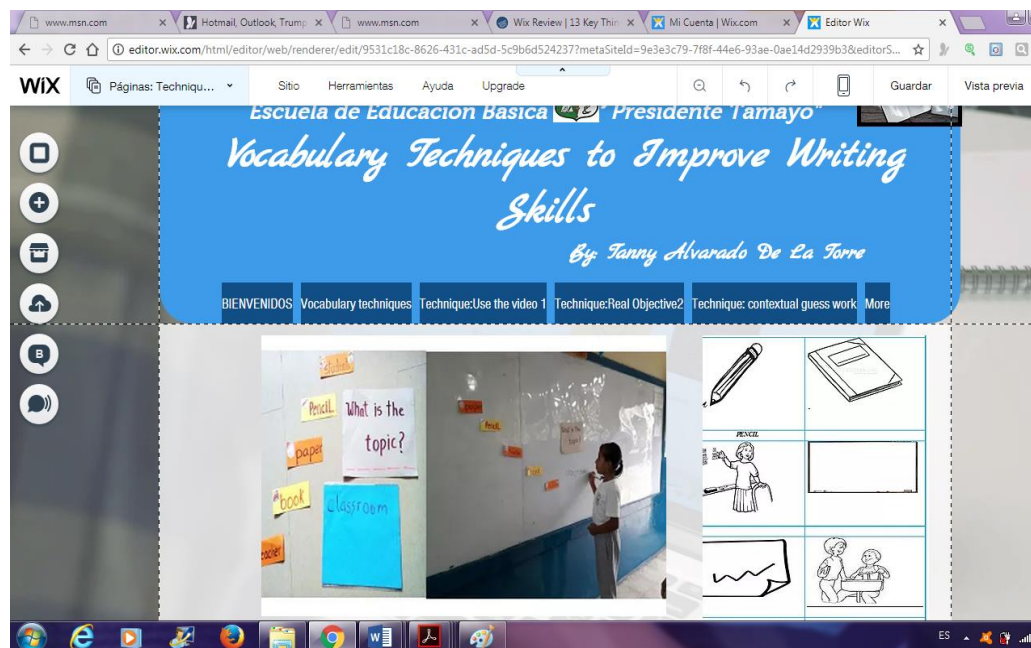 www.msn.com
Hotmail, Outlook, Trump
www.msn.com
Wix Review | 13 Key Thin
Mi Cuenta | Wix.com
Editor Wix
editor.wix.com/html/editor/web/renderer/edit/9531c18c-8626-431c-ad5d-5c9b6d524237?metaSiteId=9e3e3c79-7f8f-44e6-93ae-0ae14d2939b3&editorS...
WiX
Páginas: Techniqu...
Sitio
Herramientas
Ayuda
Upgrade
Guardar
Vista previa
Escuela de Educación Básica " Presidente Tamayo"
Vocabulary Techniques to Improve Writing
Skills
By: Tanny Alvarado De La Torre
BIENVENIDOS
Vocabulary techniques
Technique:Use the video 1
Technique:Real Objective2
Technique: contextual guess work
More
Pencil
What is the
topic?
paper
book
classroom
PENCIL
B
W
ES